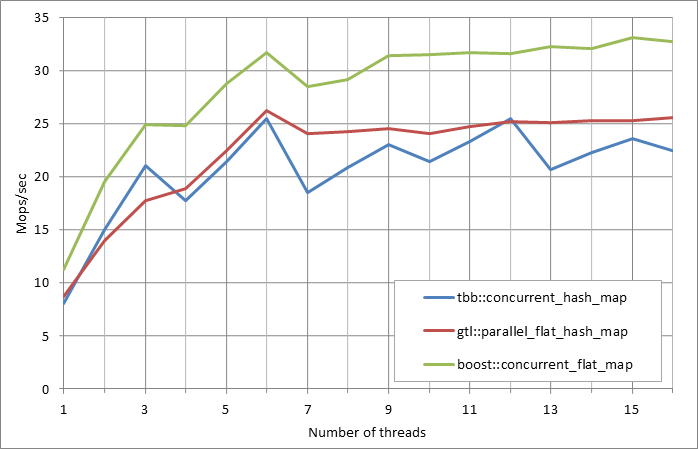 35
30
25
20
15
10
5
0
Mops/sec
tbb::concurrent_hash_map
gtl::parallel_flat_hash_map
boost::concurrent_flat_map
1 3 5 7 9 11 13 15
Number of threads